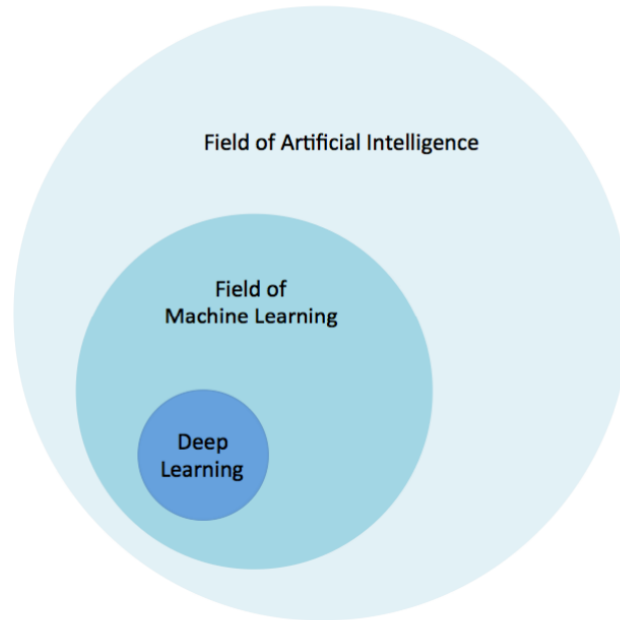 Field of Artificial Intelligence
Field of
Machine Learning
Deep
Learning